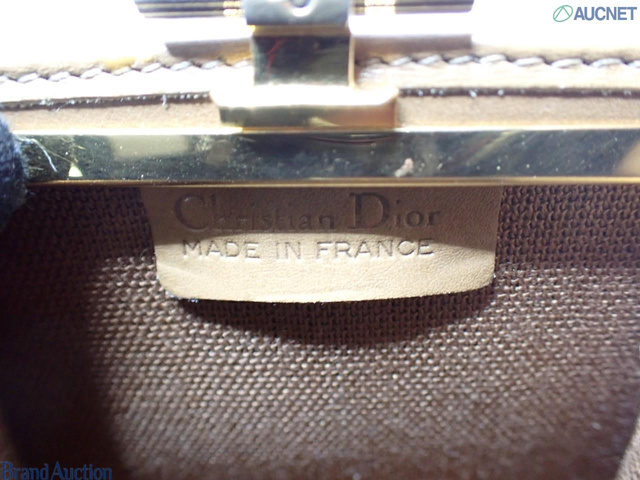 AUCNET
Christian Dior
MADE IN FRANCE
Brand Auction